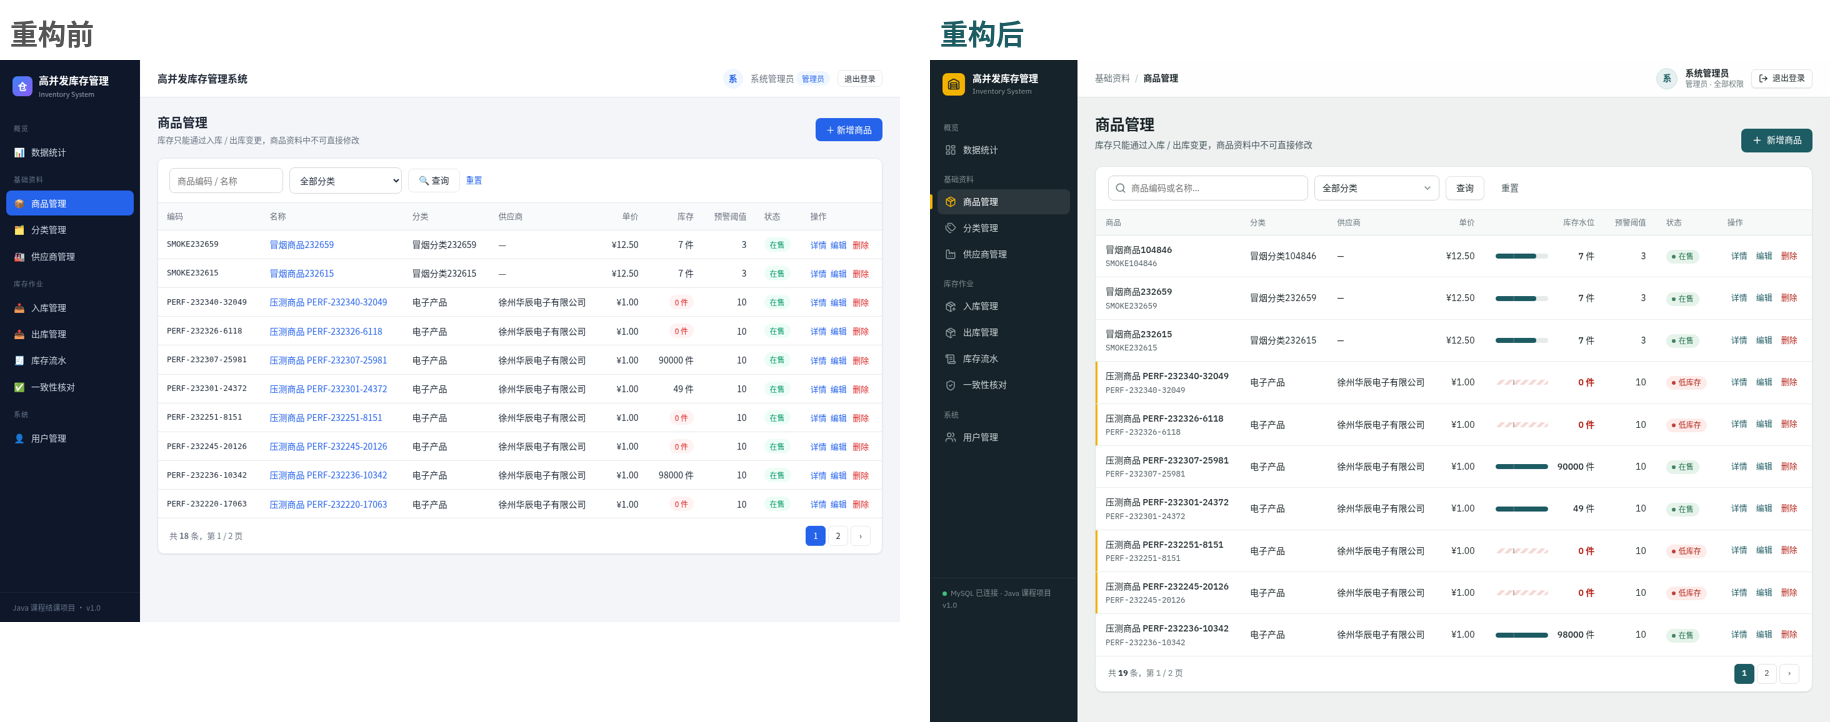 重构前
仓 高并发库存管理
Inventory System
概览
数据统计
基础资料
商品管理
分类管理
供应商管理
库存作业
入库管理
出库管理
库存流水
一致性核对
系统
用户管理
Java 课程结课项目 · v1.0
高并发库存管理系统 系 系统管理员 管理员 退出登录
商品管理
库存只能通过入库 / 出库变更，商品资料中不可直接修改
+ 新增商品
商品编码 / 名称 全部分类 查询 重置
编码 名称 分类 供应商 单价 库存 预警阈值 状态 操作
SMOKE232659 冒烟商品232659 冒烟分类232659 — ¥12.50 7 件 3 在售 详情 编辑 删除
SMOKE232615 冒烟商品232615 冒烟分类232615 — ¥12.50 7 件 3 在售 详情 编辑 删除
PERF-232340-32049 压测商品 PERF-232340-32049 电子产品 徐州华辰电子有限公司 ¥1.00 0 件 10 在售 详情 编辑 删除
PERF-232326-6118 压测商品 PERF-232326-6118 电子产品 徐州华辰电子有限公司 ¥1.00 0 件 10 在售 详情 编辑 删除
PERF-232307-25981 压测商品 PERF-232307-25981 电子产品 徐州华辰电子有限公司 ¥1.00 90000 件 10 在售 详情 编辑 删除
PERF-232301-24372 压测商品 PERF-232301-24372 电子产品 徐州华辰电子有限公司 ¥1.00 49 件 10 在售 详情 编辑 删除
PERF-232251-8151 压测商品 PERF-232251-8151 电子产品 徐州华辰电子有限公司 ¥1.00 0 件 10 在售 详情 编辑 删除
PERF-232245-20126 压测商品 PERF-232245-20126 电子产品 徐州华辰电子有限公司 ¥1.00 0 件 10 在售 详情 编辑 删除
PERF-232236-10342 压测商品 PERF-232236-10342 电子产品 徐州华辰电子有限公司 ¥1.00 98000 件 10 在售 详情 编辑 删除
PERF-232220-17063 压测商品 PERF-232220-17063 电子产品 徐州华辰电子有限公司 ¥1.00 0 件 10 在售 详情 编辑 删除
共 18 条，第 1 / 2 页 1 2 ›
重构后
高并发库存管理
Inventory System
概览
数据统计
基础资料
商品管理
分类管理
供应商管理
库存作业
入库管理
出库管理
库存流水
一致性核对
系统
用户管理
MySQL 已连接 · Java 课程项目
v1.0
基础资料 / 商品管理 系 系统管理员
管理员 · 全部权限
退出登录
商品管理
库存只能通过入库 / 出库变更，商品资料中不可直接修改
+ 新增商品
商品编码或名称... 全部分类 查询 重置
商品 分类 供应商 单价 库存水位 预警阈值 状态 操作
冒烟商品104846
SMOKE104846
冒烟分类104846 — ¥12.50 7 件 3 在售 详情 编辑 删除
冒烟商品232659
SMOKE232659
冒烟分类232659 — ¥12.50 7 件 3 在售 详情 编辑 删除
冒烟商品232615
SMOKE232615
冒烟分类232615 — ¥12.50 7 件 3 在售 详情 编辑 删除
压测商品 PERF-232340-32049
PERF-232340-32049
电子产品 徐州华辰电子有限公司 ¥1.00 0 件 10 低库存 详情 编辑 删除
压测商品 PERF-232326-6118
PERF-232326-6118
电子产品 徐州华辰电子有限公司 ¥1.00 0 件 10 低库存 详情 编辑 删除
压测商品 PERF-232307-25981
PERF-232307-25981
电子产品 徐州华辰电子有限公司 ¥1.00 90000 件 10 在售 详情 编辑 删除
压测商品 PERF-232301-24372
PERF-232301-24372
电子产品 徐州华辰电子有限公司 ¥1.00 49 件 10 在售 详情 编辑 删除
压测商品 PERF-232251-8151
PERF-232251-8151
电子产品 徐州华辰电子有限公司 ¥1.00 0 件 10 低库存 详情 编辑 删除
压测商品 PERF-232245-20126
PERF-232245-20126
电子产品 徐州华辰电子有限公司 ¥1.00 0 件 10 低库存 详情 编辑 删除
压测商品 PERF-232236-10342
PERF-232236-10342
电子产品 徐州华辰电子有限公司 ¥1.00 98000 件 10 在售 详情 编辑 删除
共 19 条，第 1 / 2 页 1 2 ›